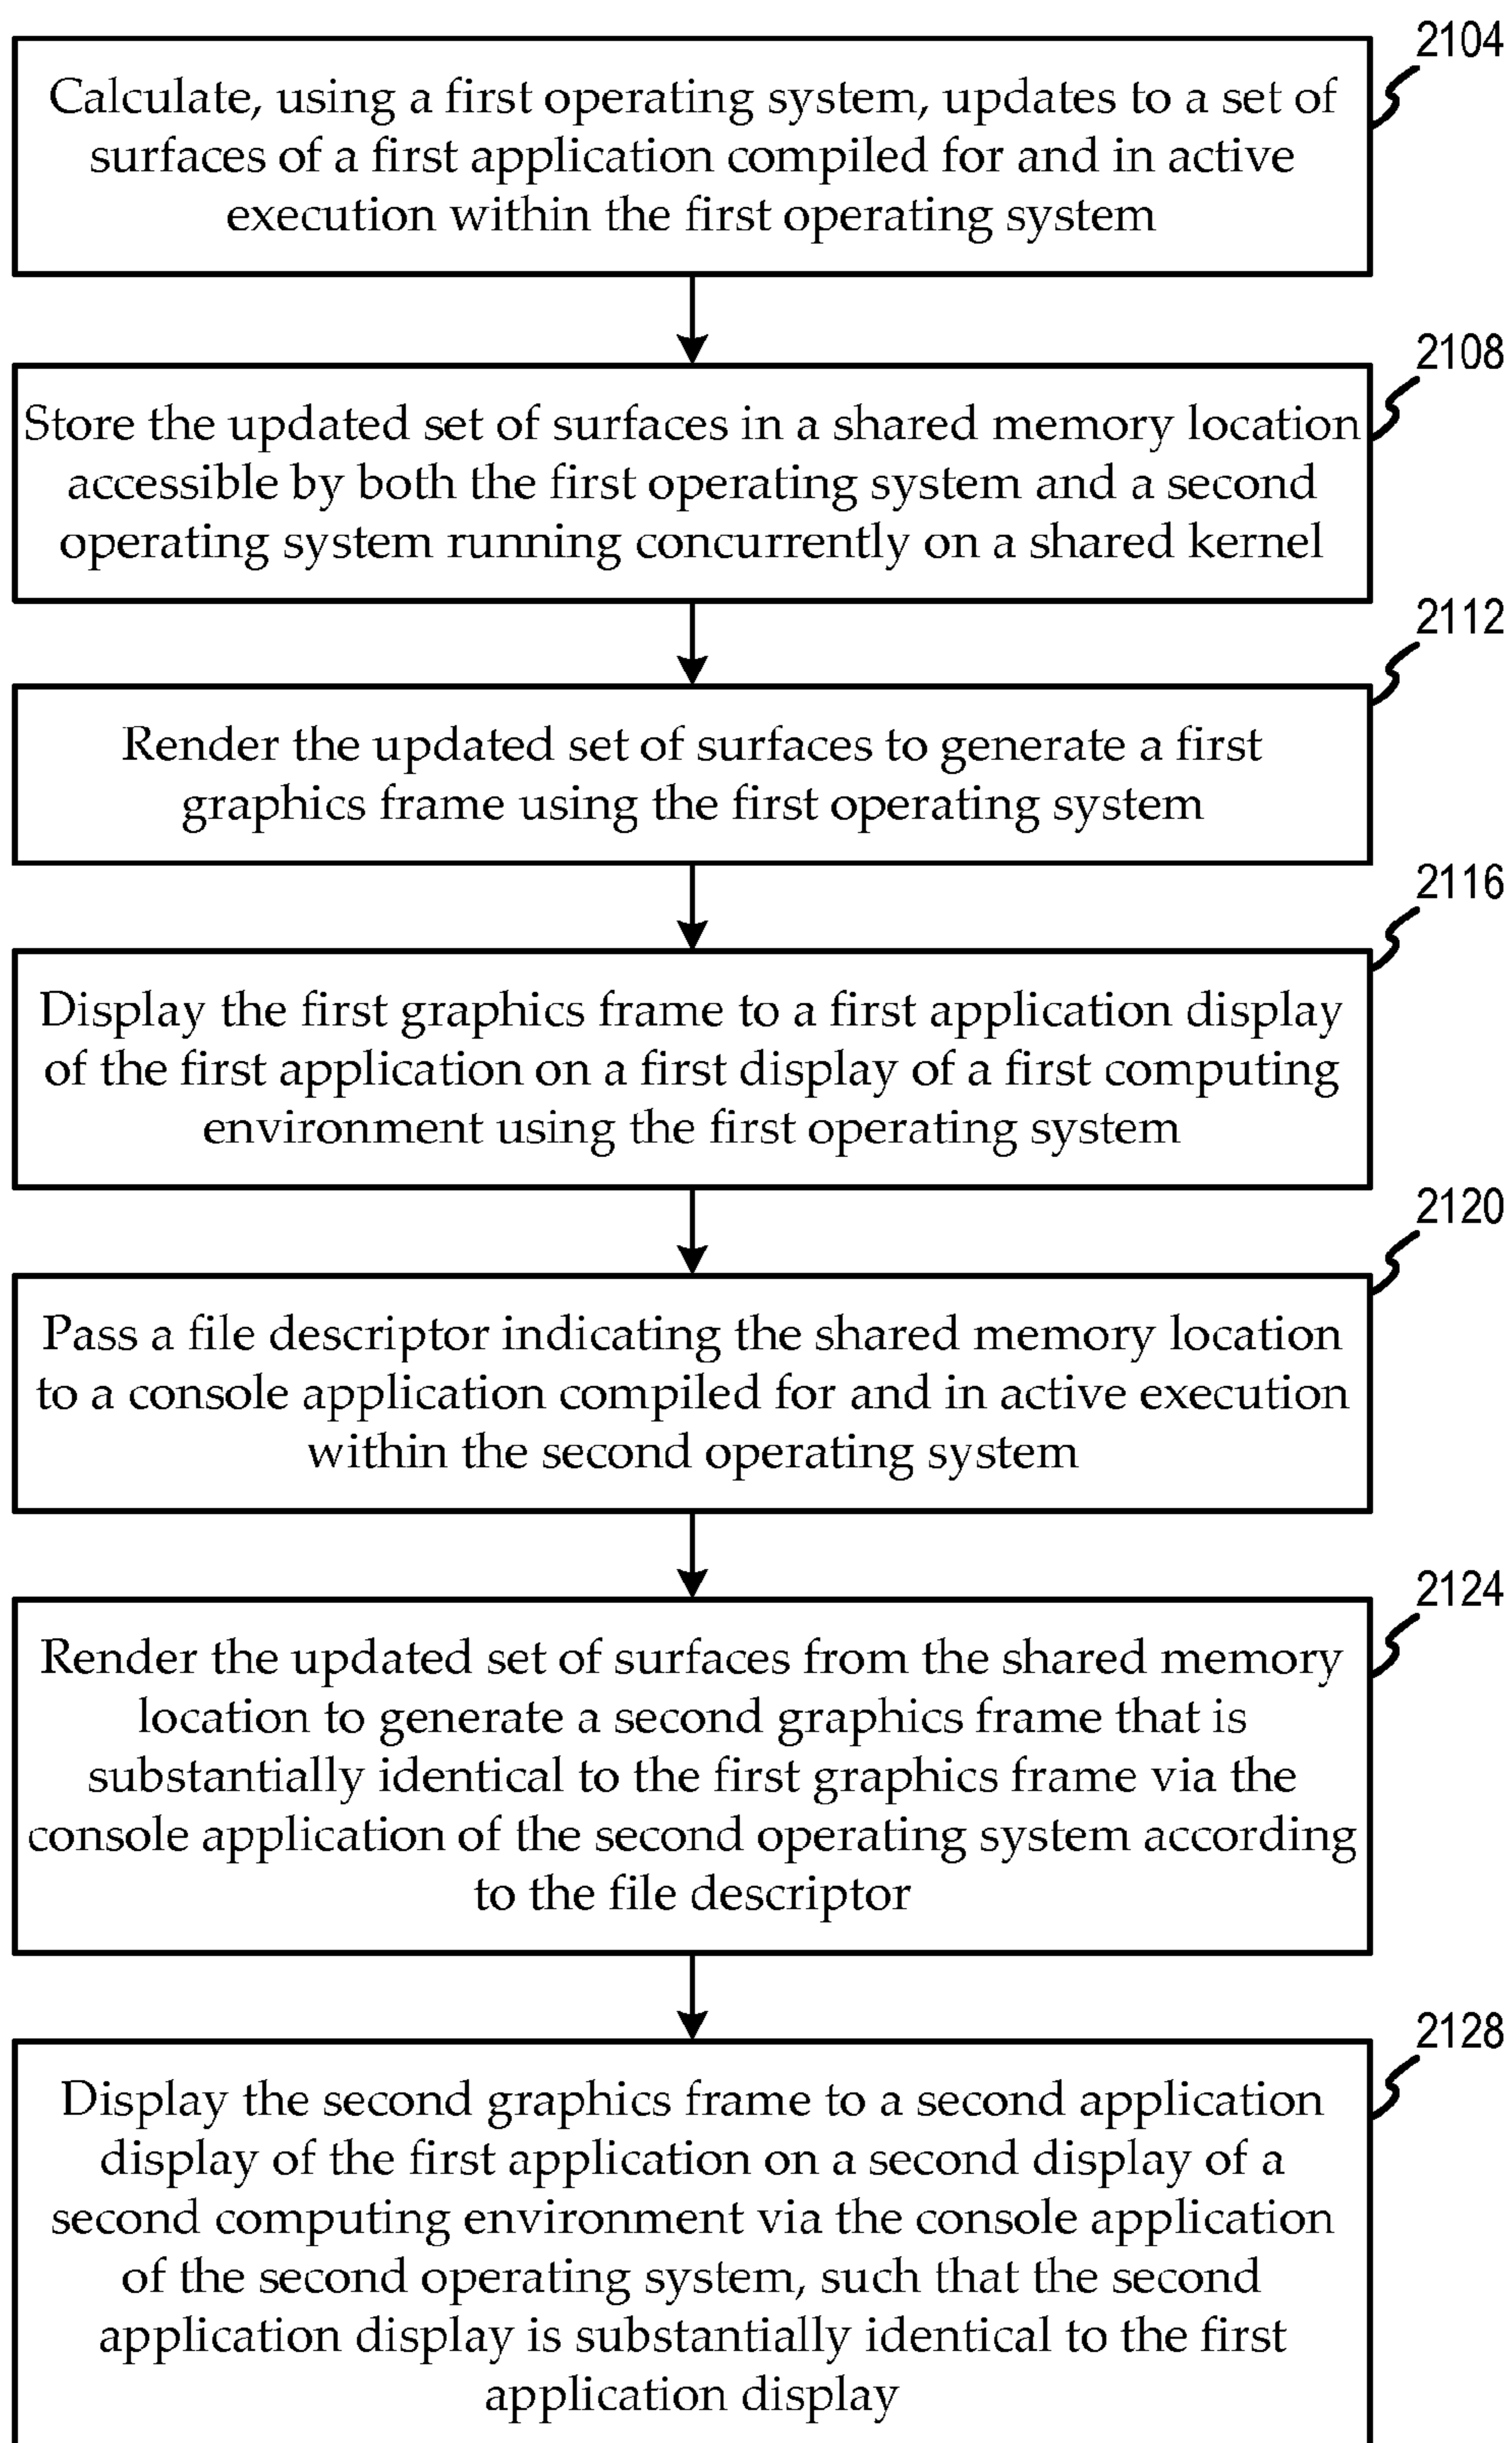 2104
Calculate, using a first operating system, updates to a set of
surfaces of a first application compiled for and in active
execution within the first operating system
2108
Store the updated set of surfaces in a shared memory location
accessible by both the first operating system and a second
operating system running concurrently on a shared kernel
2112
Render the updated set of surfaces to generate a first
graphics frame using the first operating system
2116
Display the first graphics frame to a first application display
of the first application on a first display of a first computing
environment using the first operating system
2120
Pass a file descriptor indicating the shared memory location
to a console application compiled for and in active execution
within the second operating system
2124
Render the updated set of surfaces from the shared memory
location to generate a second graphics frame that is
substantially identical to the first graphics frame via the
console application of the second operating system according
to the file descriptor
2128
Display the second graphics frame to a second application
display of the first application on a second display of a
second computing environment via the console application
of the second operating system, such that the second
application display is substantially identical to the first
application display